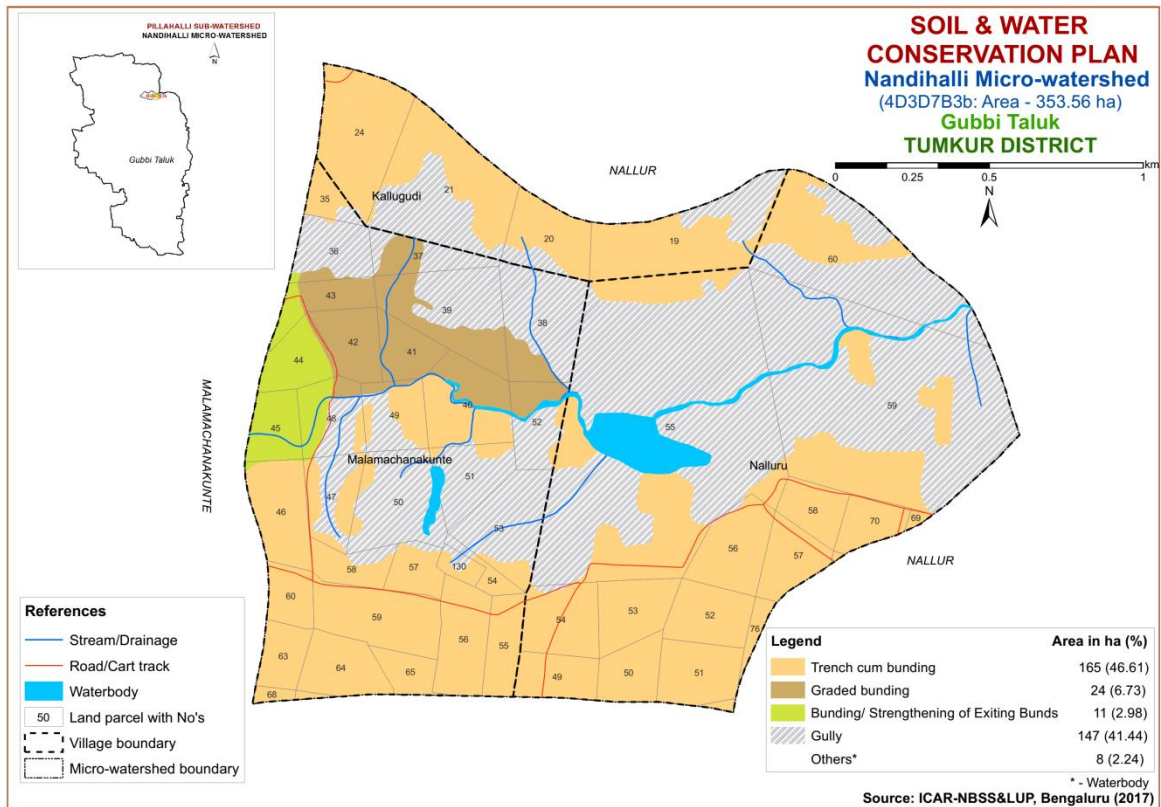 PILLAHALLI SUB-WATERSHED
NANDIHALLI MICRO-WATERSHED
N
Gubbi Taluk
SOIL & WATER
CONSERVATION PLAN
Nandihalli Micro-watershed
(4D3D7B3b: Area - 353.56 ha)
Gubbi Taluk
TUMKUR DISTRICT
km
0 0.25 0.5 1
N
NALLUR
24
21
Kallugudi
35
20
19
36
37
60
43
39
38
42
41
44
59
40
49
48
45
52
55
MALAMACHANAKUNTE
Malamachanakunte
Nalluru
51
47
50
46
53
58
70
69
56
57
NALLUR
58
57
130
54
60
59
56
55
54
53
52
76
63
64
65
49
50
51
68
References
Stream/Drainage
Road/Cart track
Waterbody
50 Land parcel with No's
Village boundary
Micro-watershed boundary
Legend Area in ha (%)
Trench cum bunding 165 (46.61)
Graded bunding 24 (6.73)
Bunding/ Strengthening of Exiting Bunds 11 (2.98)
Gully 147 (41.44)
Others* 8 (2.24)
* - Waterbody
Source: ICAR-NBSS&LUP, Bengaluru (2017)